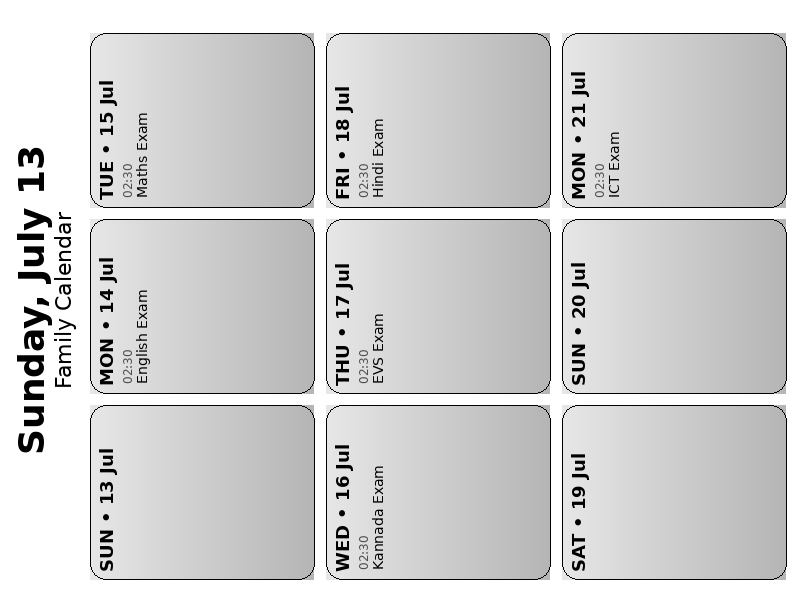 Sunday, July 13
Family Calendar
SUN • 13 Jul
MON • 14 Jul
02:30
English Exam
TUE • 15 Jul
02:30
Maths Exam
WED • 16 Jul
02:30
Kannada Exam
THU • 17 Jul
02:30
EVS Exam
FRI • 18 Jul
02:30
Hindi Exam
SAT • 19 Jul
SUN • 20 Jul
MON • 21 Jul
02:30
ICT Exam